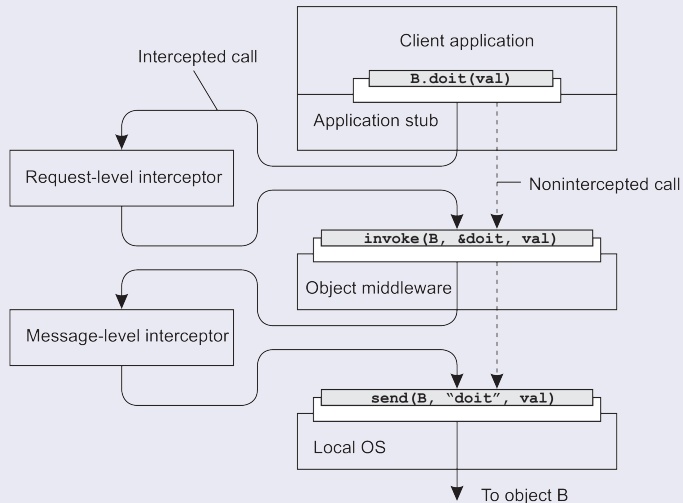 Client application
Intercepted call
B.doit(val)
Application stub
Request-level interceptor
Nonintercepted call
invoke(B, &doit, val)
Object middleware
Message-level interceptor
send(B, “doit”, val)
Local OS
To object B